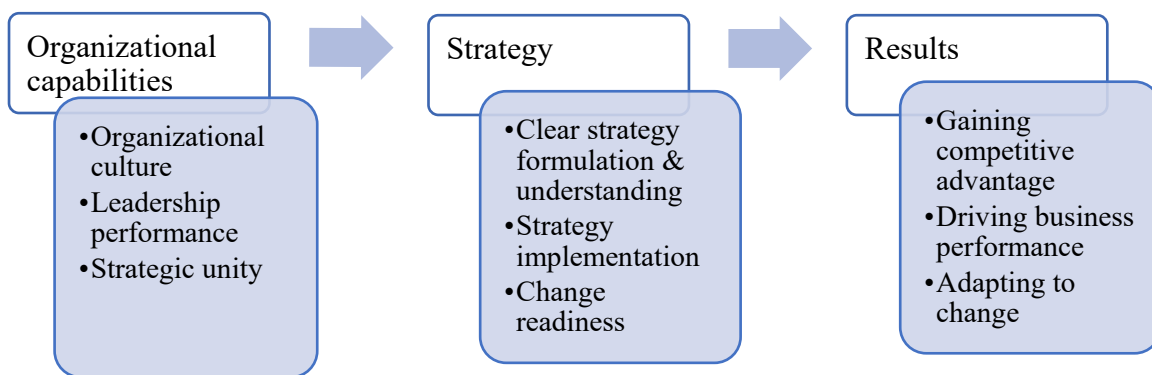 Organizational
capabilities
•Organizational
culture
•Leadership
performance
•Strategic unity
Strategy
•Clear strategy
formulation &
understanding
•Strategy
implementation
•Change
readiness
Results
•Gaining
competitive
advantage
•Driving business
performance
•Adapting to
change